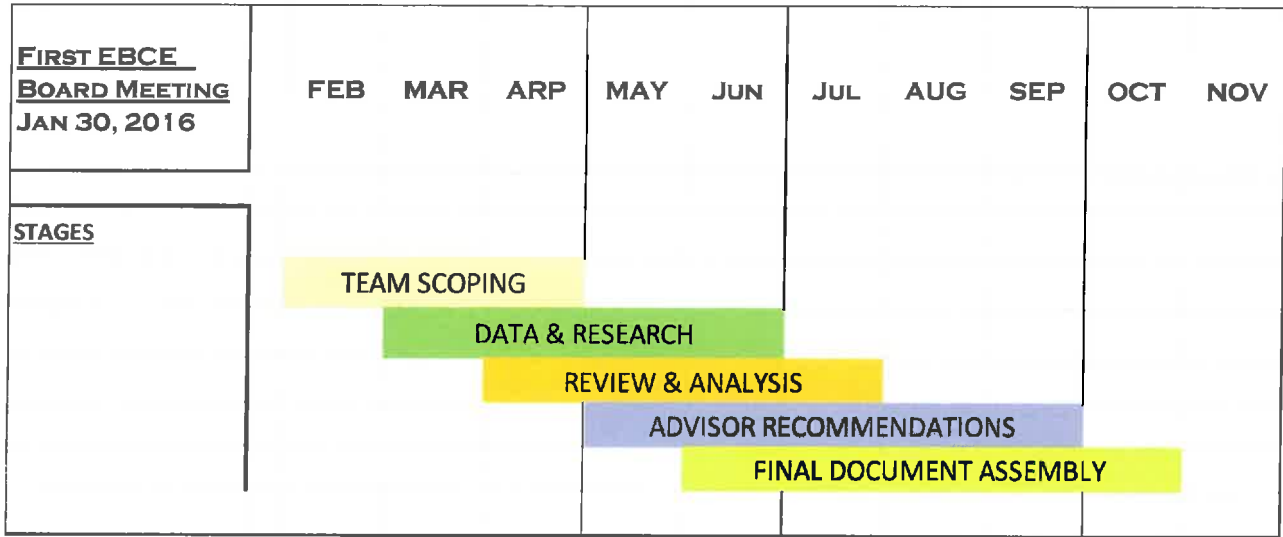 FIRST EBCE
BOARD MEETING
JAN 30, 2016
FEB MAR ARP MAY JUN JUL AUG SEP OCT NOV
STAGES
TEAM SCOPING
DATA & RESEARCH
REVIEW & ANALYSIS
ADVISOR RECOMMENDATIONS
FINAL DOCUMENT ASSEMBLY